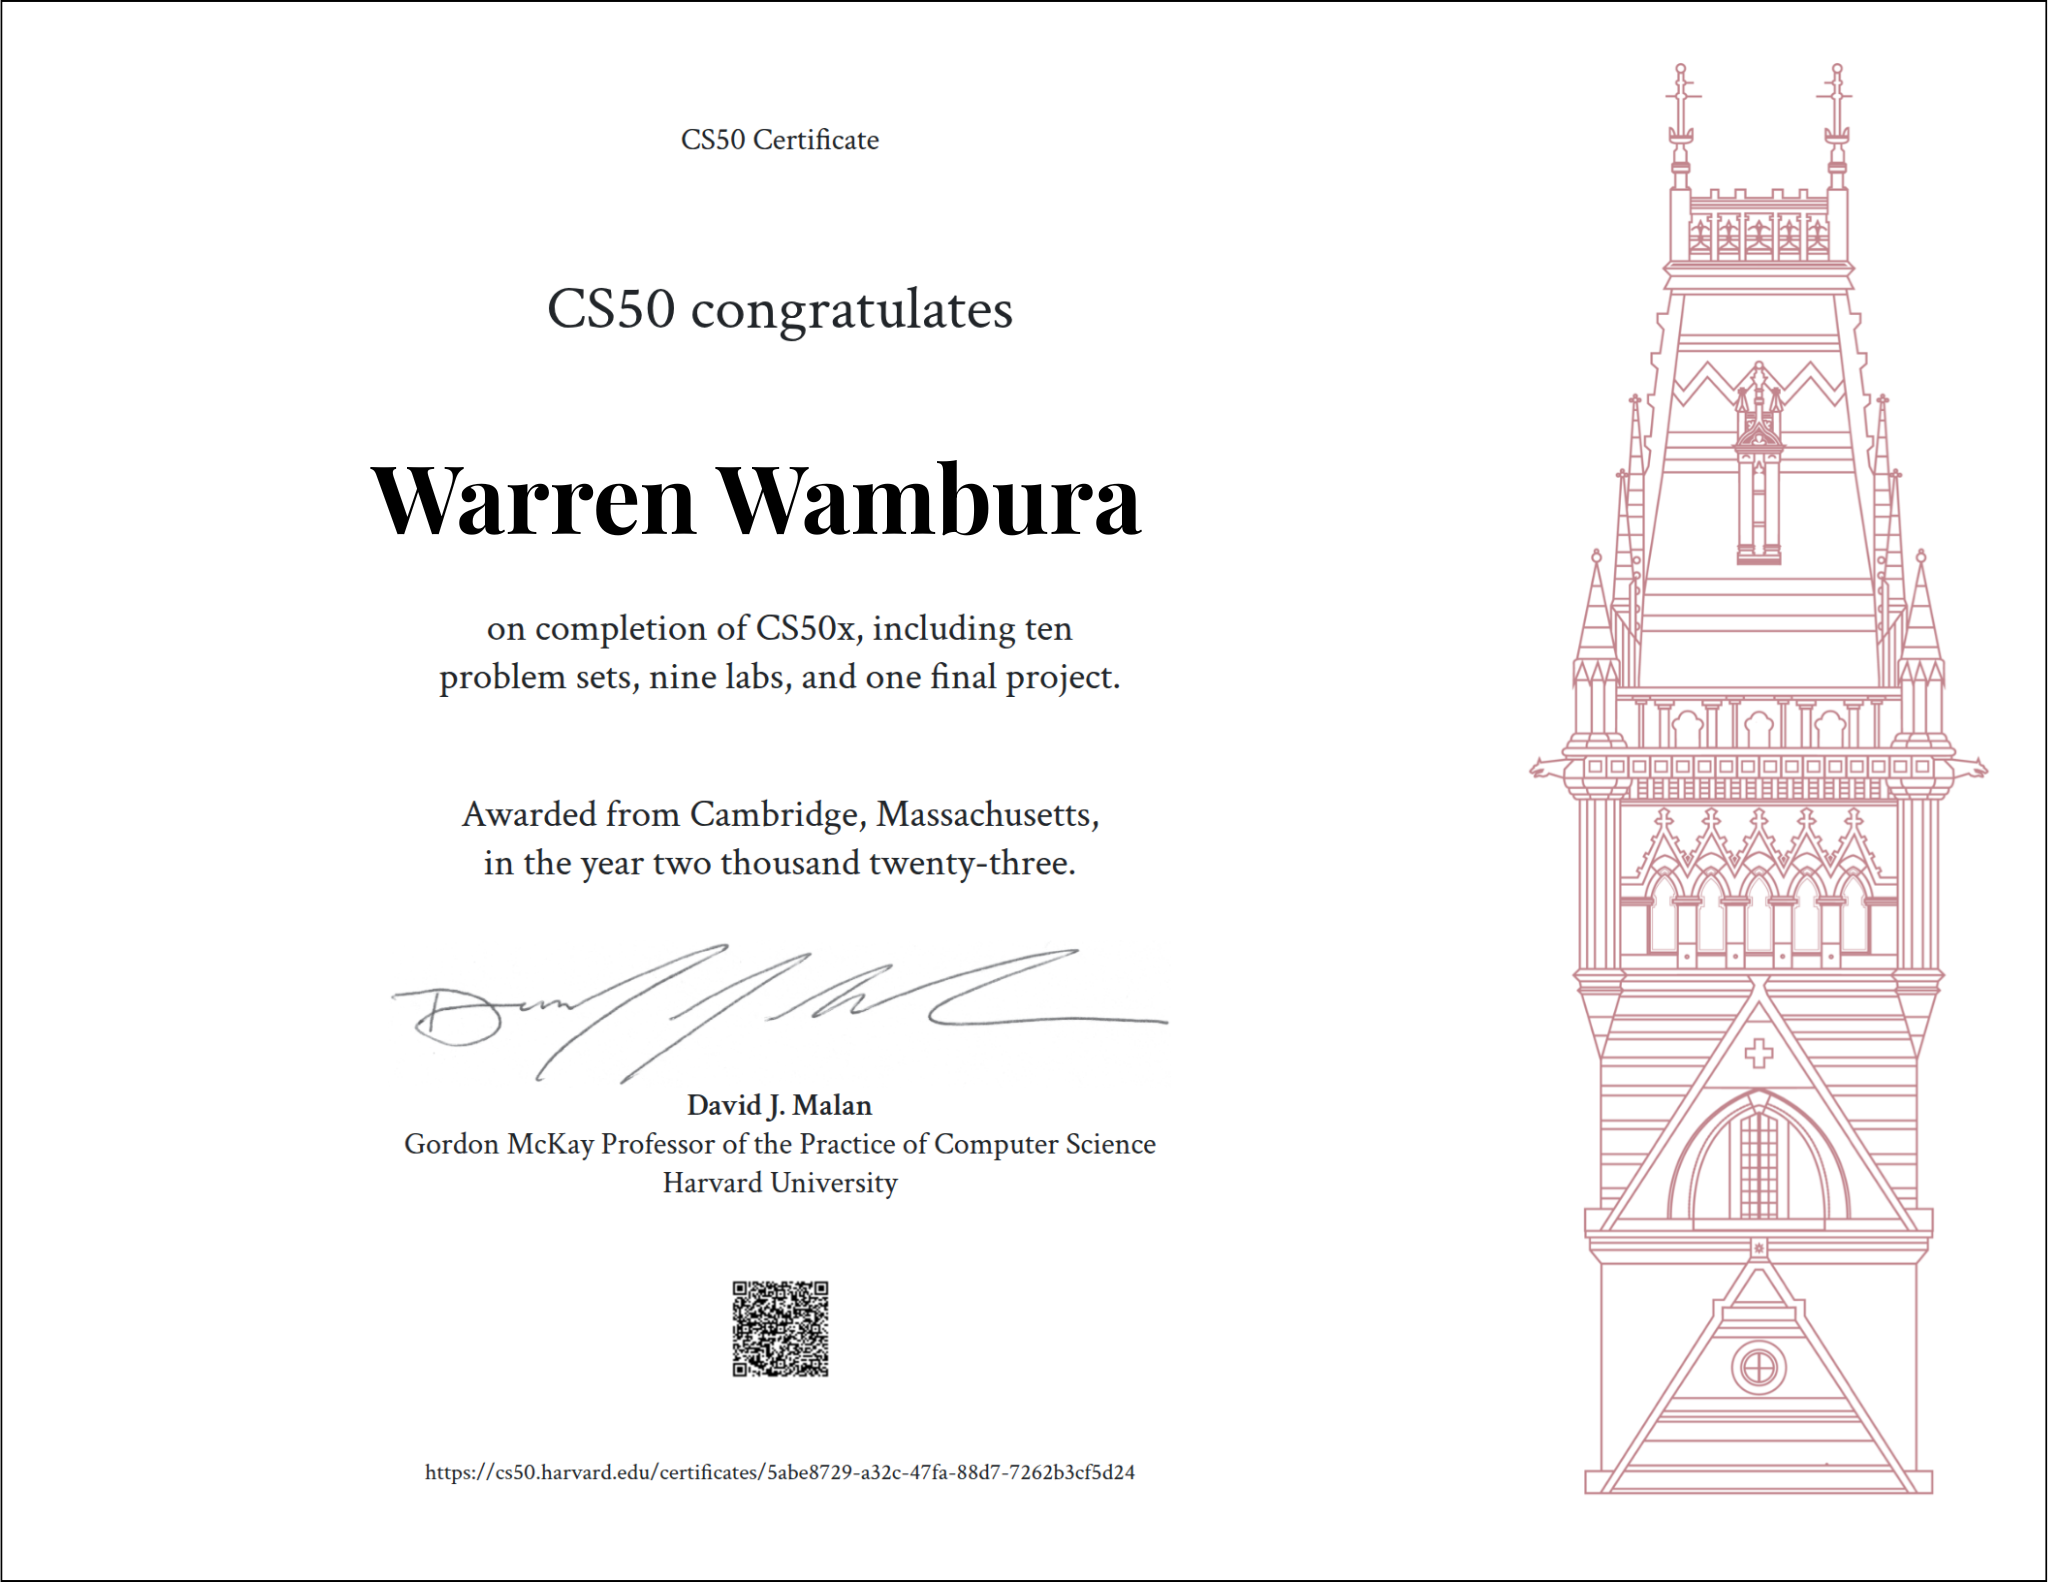 CS50 Certificate
CS50 congratulates
Warren Wambura
on completion of CS50x, including ten
problem sets, nine labs, and one final project.
Awarded from Cambridge, Massachusetts,
in the year two thousand twenty-three.
David J. Malan
Gordon McKay Professor of the Practice of Computer Science
Harvard University
https://cs50.harvard.edu/certificates/5abe8729-a32c-47fa-88d7-7262b3cf5d24